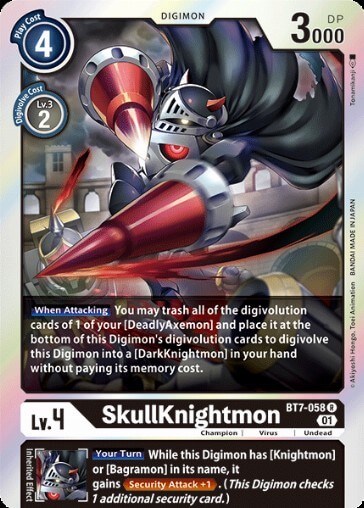 Play Cost
4
DIGIMON
DP
3000
Digivolve Cost
Lv.3
2
Tonamikanji
© Akiyoshi Hongo, Toei Animation BANDAI MADE IN JAPAN
When Attacking You may trash all of the digivolution
cards of 1 of your [DeadlyAxemon] and place it at the
bottom of this Digimon's digivolution cards to digivolve
this Digimon into a [DarkKnightmon] in your hand
without paying its memory cost.
Lv.4
SkullKnightmon
BT7-058 R
01
Champion | Virus | Undead
Inherited Effect
Your Turn While this Digimon has [Knightmon]
or [Bagramon] in its name, it
gains Security Attack +1 . (This Digimon checks
1 additional security card.)